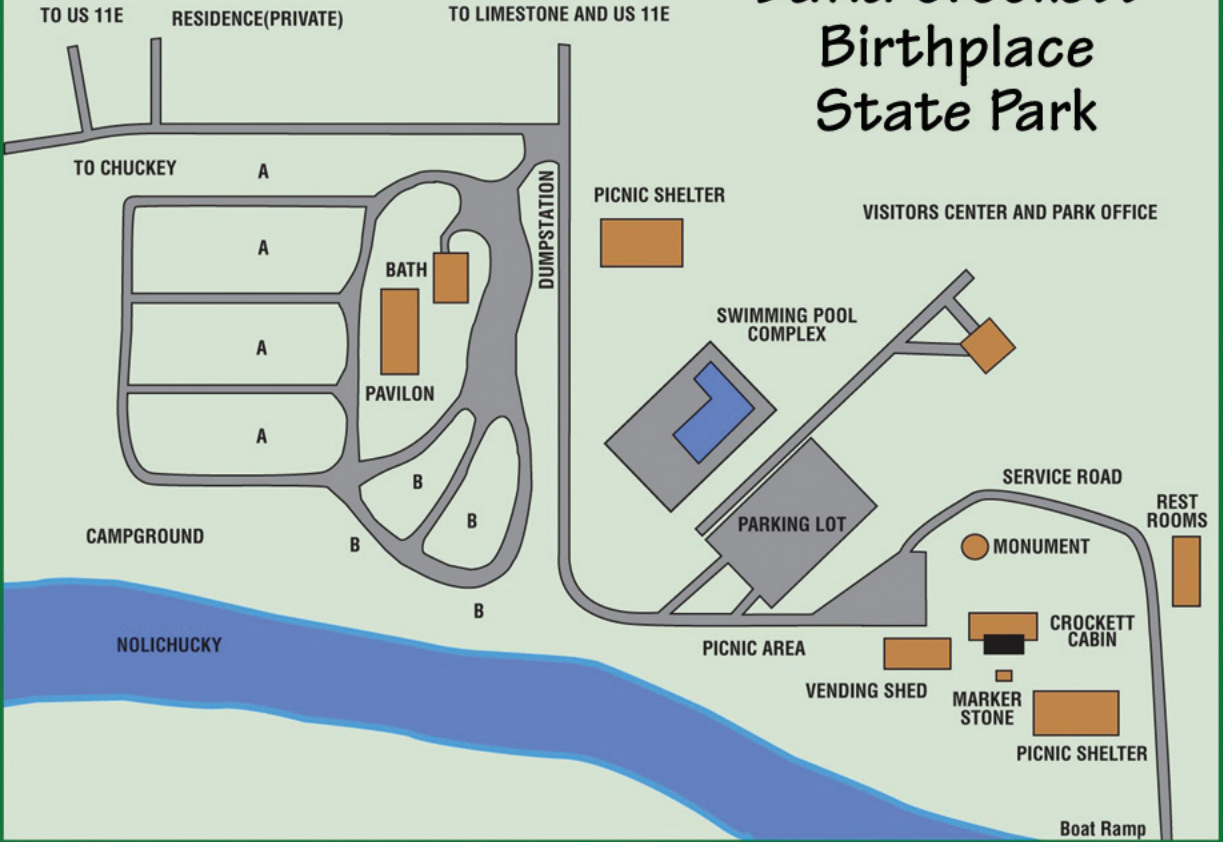 TO US 11E
RESIDENCE(PRIVATE)
TO LIMESTONE AND US 11E
Birthplace
State Park
TO CHUCKEY
A
A
A
A
BATH
PAVILON
DUMPSTATION
PICNIC SHELTER
VISITORS CENTER AND PARK OFFICE
SWIMMING POOL
COMPLEX
PARKING LOT
SERVICE ROAD
REST
ROOMS
MONUMENT
CAMPGROUND
B
B
B
B
NOLICHUCKY
PICNIC AREA
VENDING SHED
CROCKETT
CABIN
MARKER
STONE
PICNIC SHELTER
Boat Ramp